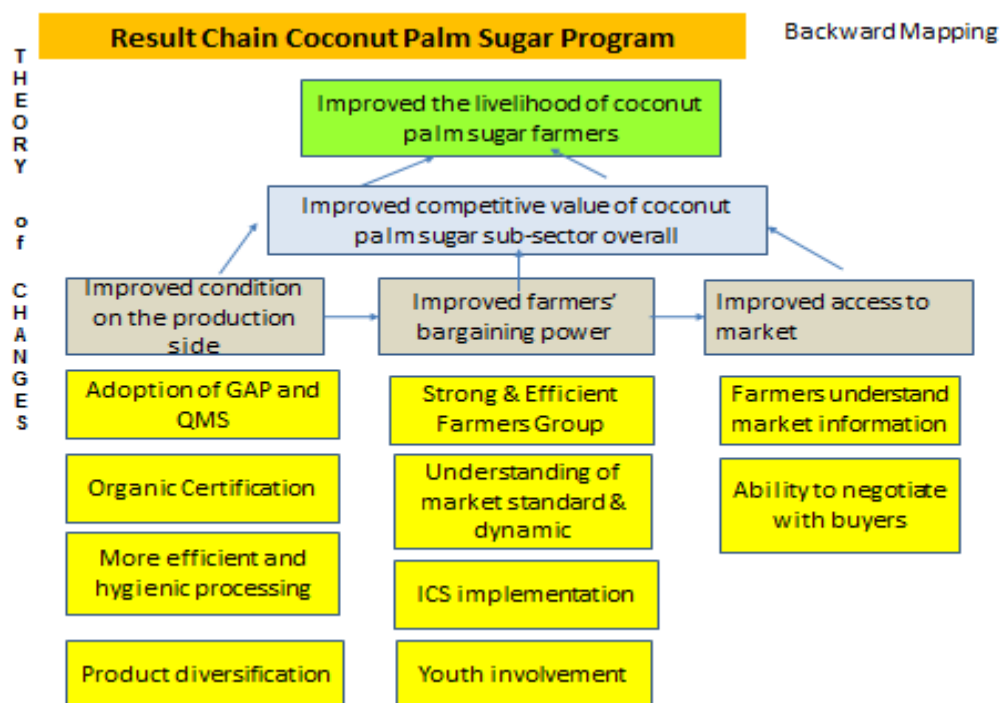 Result Chain Coconut Palm Sugar Program
Backward Mapping
THEORY of CHANGES
Improved the livelihood of coconut
palm sugar farmers
Improved competitive value of coconut
palm sugar sub-sector overall
Improved condition
on the production
side
Improved farmers'
bargaining power
Improved access to
market
Adoption of GAP and
QMS
Organic Certification
More efficient and
hygienic processing
Product diversification
Strong & Efficient
Farmers Group
Understanding of
market standard &
dynamic
ICS implementation
Youth involvement
Farmers understand
market information
Ability to negotiate
with buyers